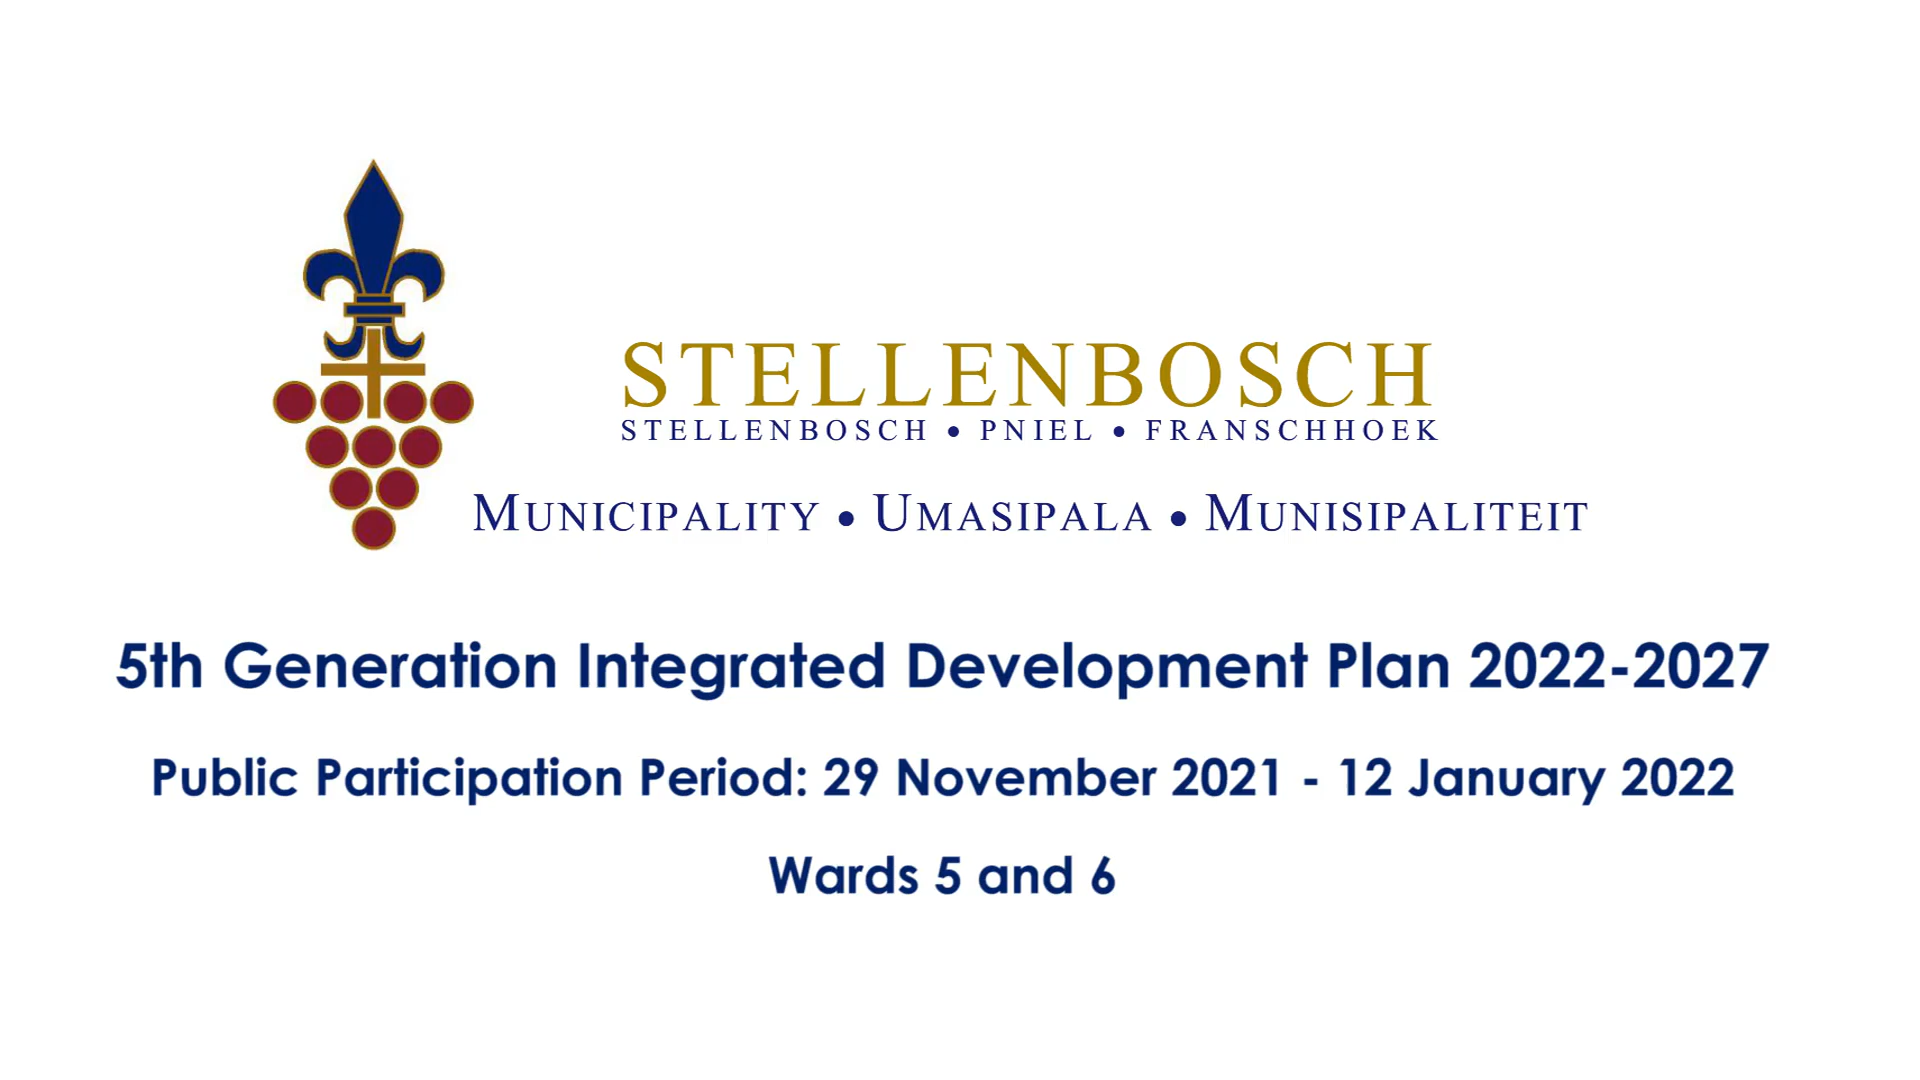 STELLENBOSCH
STELLENBOSCH • PNIEL • FRANSCHHOEK
MUNICIPALITY • UMASIPALA • MUNISIPALITEIT
5th Generation Integrated Development Plan 2022-2027
Public Participation Period: 29 November 2021 - 12 January 2022
Wards 5 and 6